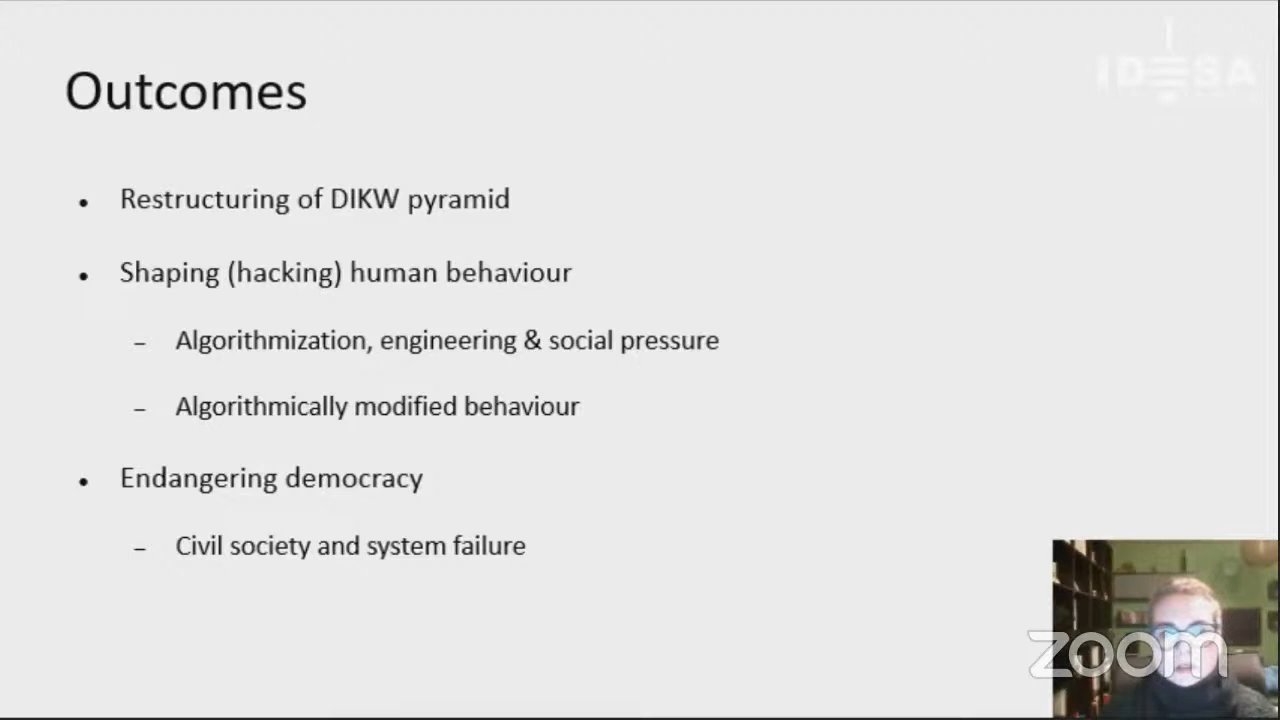 IDESA
Outcomes
• Restructuring of DIKW pyramid
• Shaping (hacking) human behaviour
– Algorithmization, engineering & social pressure
– Algorithmically modified behaviour
• Endangering democracy
– Civil society and system failure
zoom